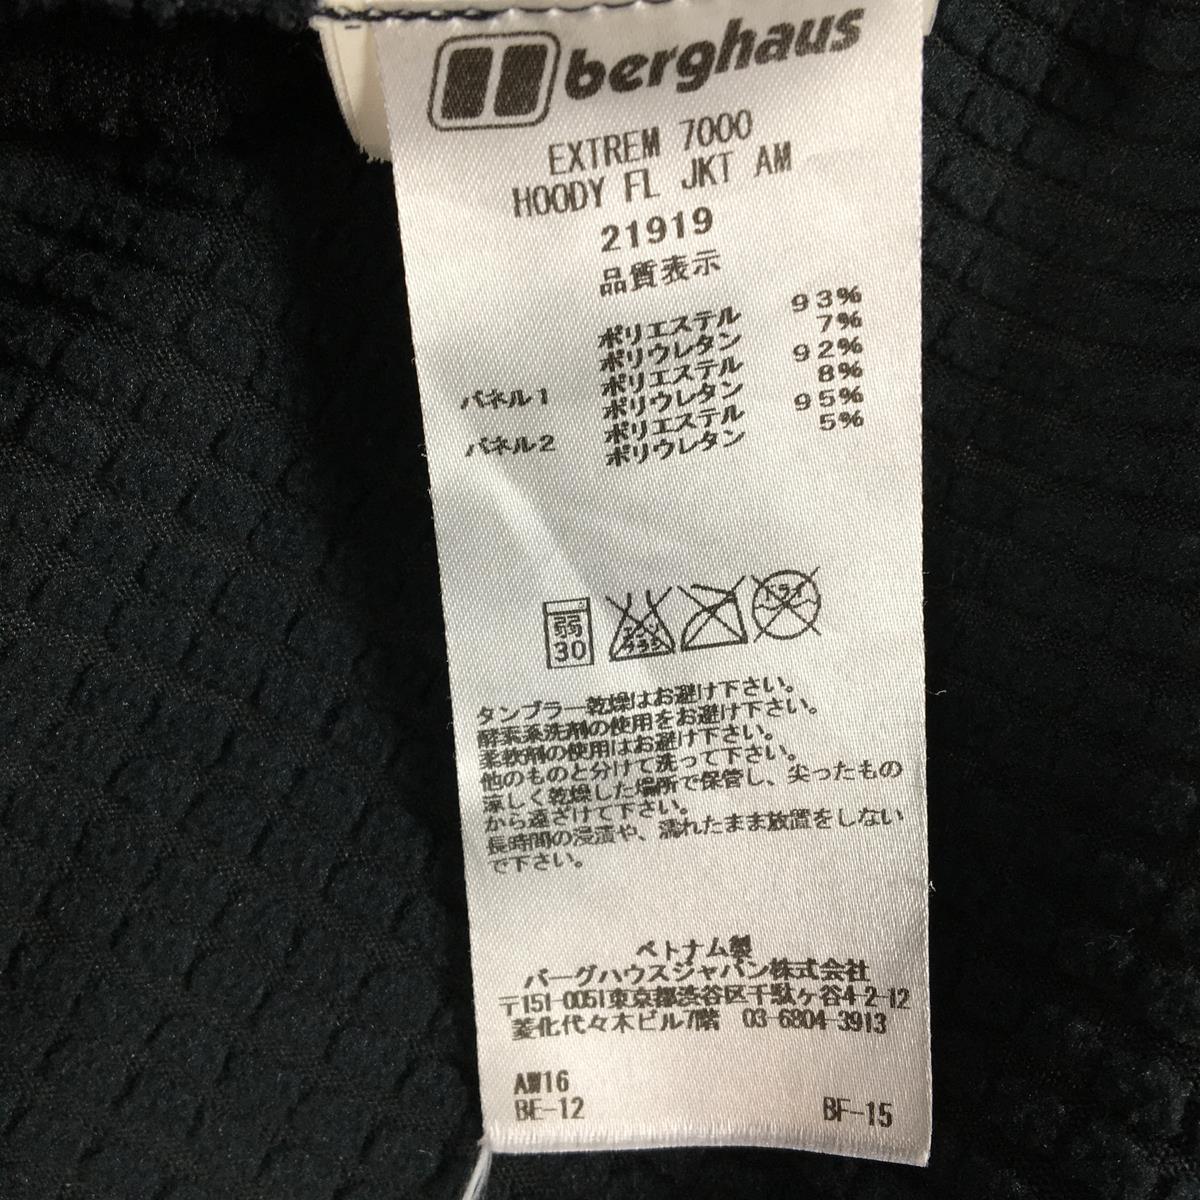 berghaus
EXTREM 7000
HOODY FL JKT AM
21919
品質表示
ポリエステル 93%
ポリウレタン 7%
パネル1 ポリエステル 92%
ポリウレタン 8%
パネル2 ポリエステル 95%
ポリウレタン 5%
弱
30
エンソ
サラシ
ドライ
タンブラー乾燥はお避け下さい。
酵素系洗剤の使用をお避け下さい。
柔軟剤の使用はお避け下さい。
他のものと分けて洗って下さい。
涼しく乾燥した場所で保管し、尖ったもの
から遠ざけて下さい。
長時間の浸漬や、濡れたまま放置をしない
で下さい。
ベトナム製
バーグハウスジャパン株式会社
〒151-0051東京都渋谷区千駄ヶ谷4-2-12
菱化代々木ビル7階 03-6804-3913
AW16
BE-12 BF-15